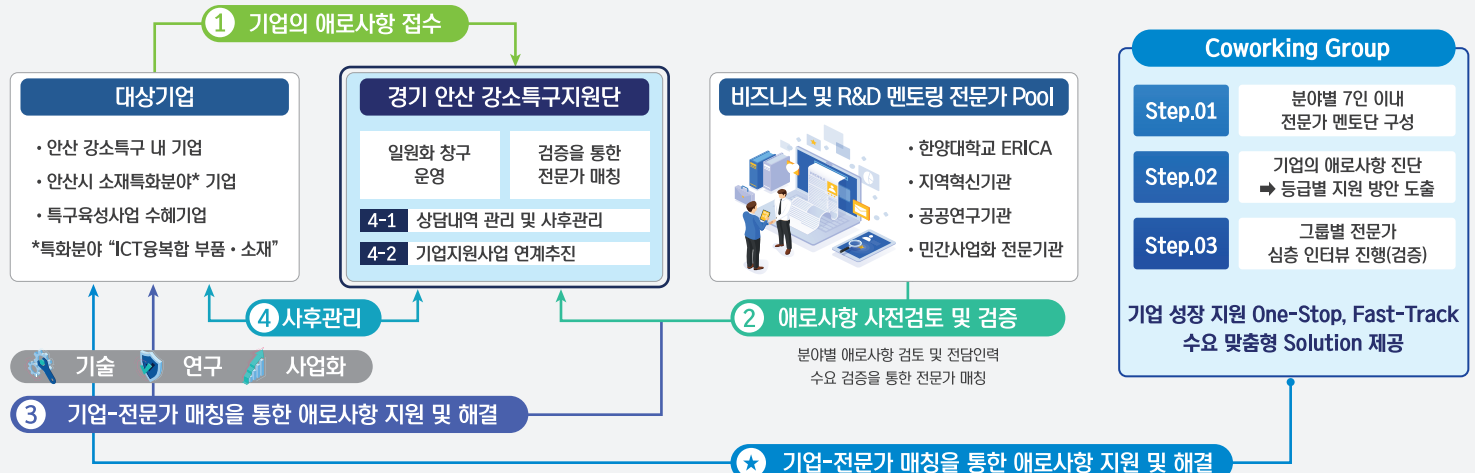 1 기업의 애로사항 접수
대상기업
• 안산 강소특구 내 기업
• 안산시 소재특화분야* 기업
• 특구육성사업 수혜기업
*특화분야 “ICT융복합 부품·소재”
경기 안산 강소특구지원단
일원화 창구
운영
검증을 통한
전문가 매칭
4-1 상담내역 관리 및 사후관리
4-2 기업지원사업 연계추진
비즈니스 및 R&D 멘토링 전문가 Pool
• 한양대학교 ERICA
• 지역혁신기관
• 공공연구기관
• 민간사업화 전문기관
Coworking Group
Step.01
분야별 7인 이내
전문가 멘토단 구성
Step.02
기업의 애로사항 진단
➡ 등급별 지원 방안 도출
Step.03
그룹별 전문가
심층 인터뷰 진행(검증)
기업 성장 지원 One-Stop, Fast-Track
수요 맞춤형 Solution 제공
4 사후관리
2 애로사항 사전검토 및 검증
분야별 애로사항 검토 및 전담인력
수요 검증을 통한 전문가 매칭
기술 연구 사업화
3 기업-전문가 매칭을 통한 애로사항 지원 및 해결
★ 기업-전문가 매칭을 통한 애로사항 지원 및 해결